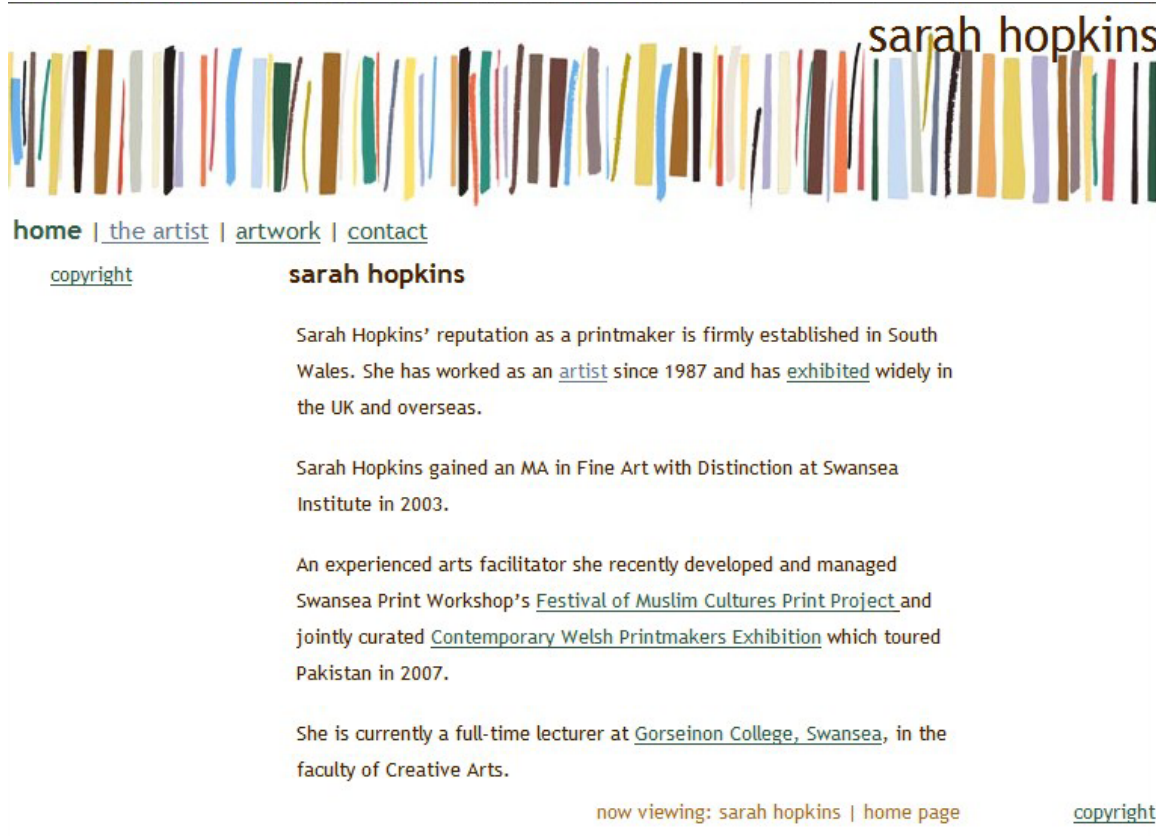 sarah hopkins
home | the artist | artwork | contact
copyright
sarah hopkins
Sarah Hopkins’ reputation as a printmaker is firmly established in South
Wales. She has worked as an artist since 1987 and has exhibited widely in
the UK and overseas.
Sarah Hopkins gained an MA in Fine Art with Distinction at Swansea
Institute in 2003.
An experienced arts facilitator she recently developed and managed
Swansea Print Workshop’s Festival of Muslim Cultures Print Project and
jointly curated Contemporary Welsh Printmakers Exhibition which toured
Pakistan in 2007.
She is currently a full-time lecturer at Gorseinon College, Swansea, in the
faculty of Creative Arts.
now viewing: sarah hopkins | home page
copyright